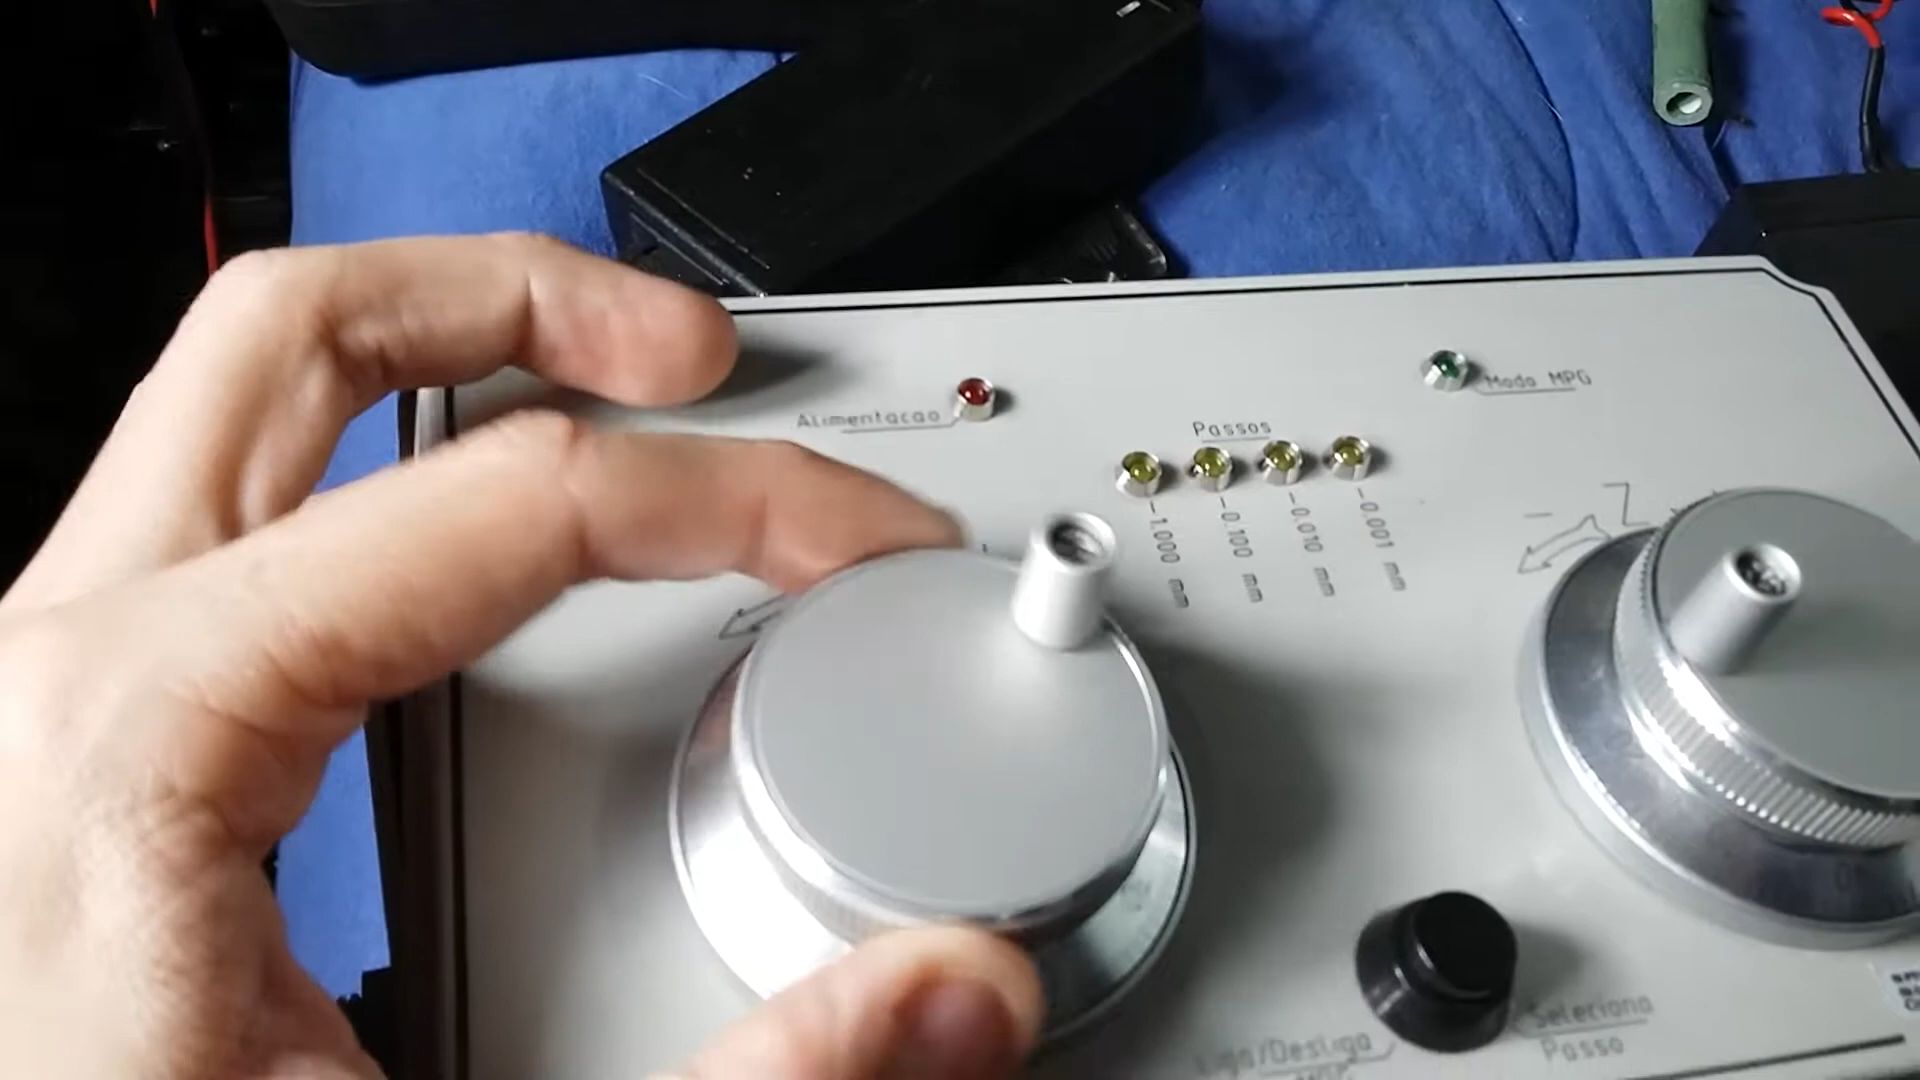 Modo MPG
Alimentacao
Passos
-1.000 mm
-0.100 mm
-0.010 mm
-0.001 mm
- Z
Seleciona
Liga/Desliga
Passo
MPG